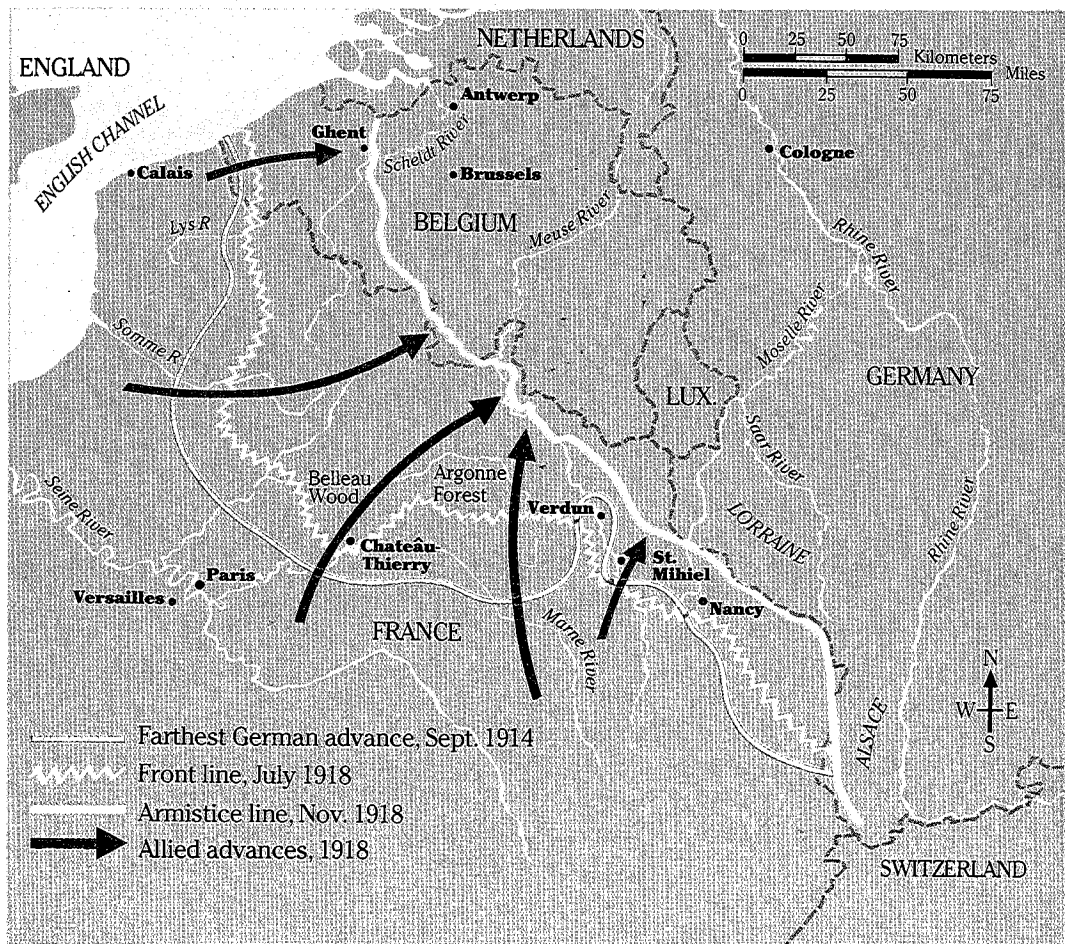 NETHERLANDS
0 25 50 75 Kilometers
0 25 50 75 Miles
ENGLAND
ENGLISH CHANNEL
Antwerp
Ghent
Scheldt River
Cologne
Calais
Brussels
BELGIUM
Lys R
Meuse River
Rhine River
Somme R.
Moselle River
GERMANY
LUX.
Saar River
Seine River
Belleau
Wood
Argonne
Forest
Verdun
LORRAINE
Rhine River
Chateâu-
Thierry
St.
Mihiel
Paris
Versailles
Nancy
FRANCE
Marne River
ALSACE
N
W E
S
Farthest German advance, Sept. 1914
Front line, July 1918
Armistice line, Nov. 1918
Allied advances, 1918
SWITZERLAND